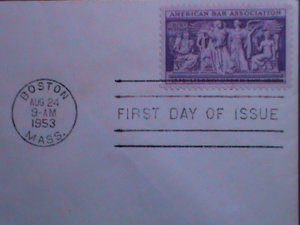 AMERICAN BAR ASSOCIATION
BOSTON
AUG 24
9-AM
1953
MASS.
FIRST DAY OF ISSUE